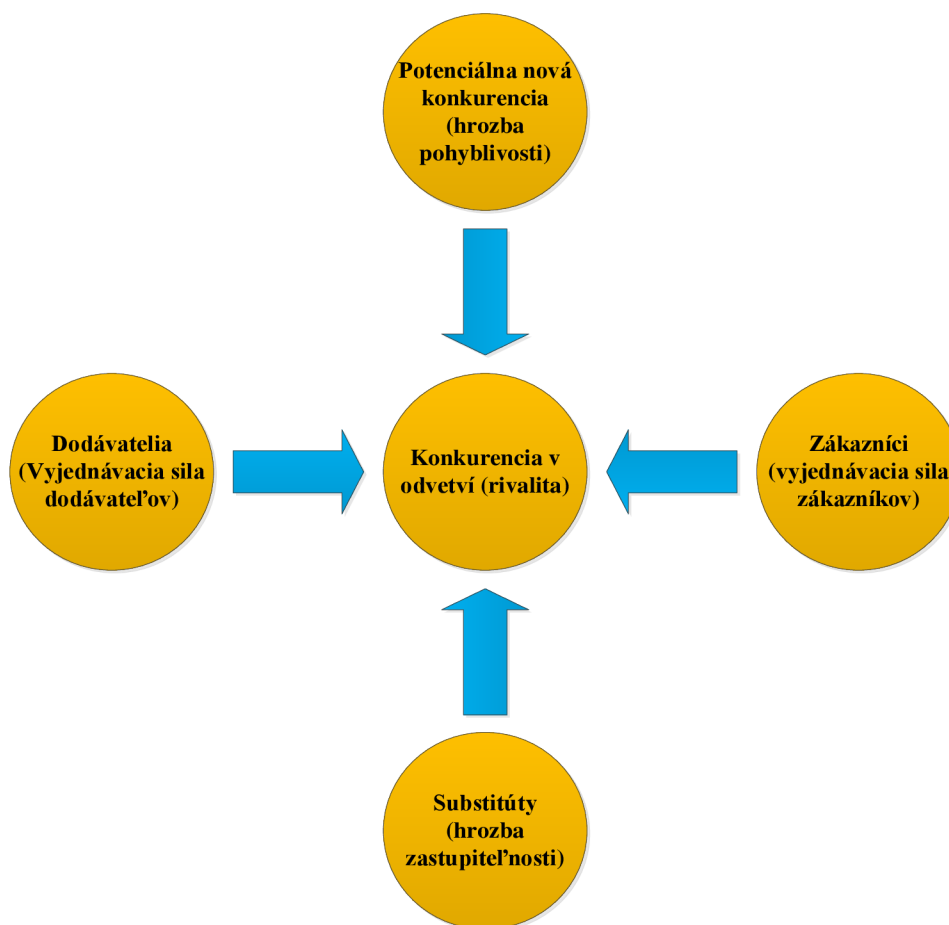 Potenciálna nová
konkurencia
(hrozba
pohyblivosti)
Dodávatelia
(Vyjednávacia sila
dodávateľov)
Konkurencia v
odvetví (rivalita)
Zákazníci
(vyjednávacia sila
zákazníkov)
Substitúty
(hrozba
zastupiteľnosti)